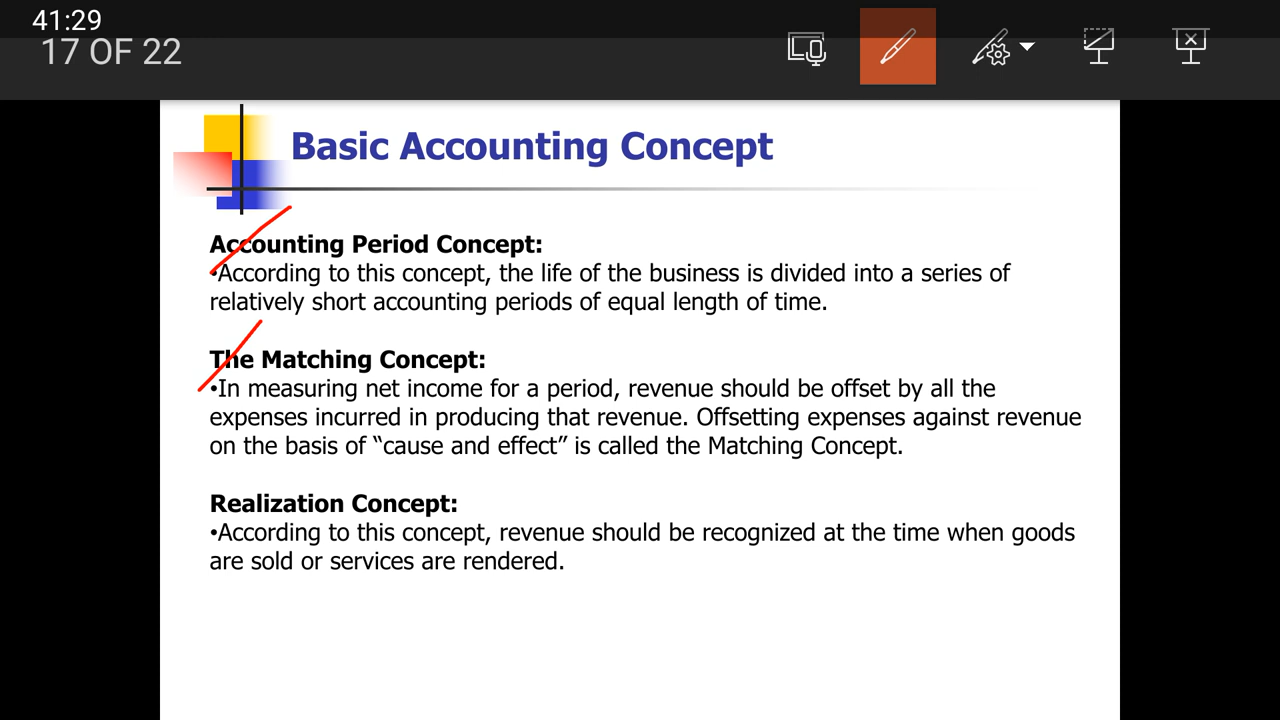 41:29
17 OF 22
Basic Accounting Concept
Accounting Period Concept:
•According to this concept, the life of the business is divided into a series of
relatively short accounting periods of equal length of time.
The Matching Concept:
•In measuring net income for a period, revenue should be offset by all the
expenses incurred in producing that revenue. Offsetting expenses against revenue
on the basis of “cause and effect” is called the Matching Concept.
Realization Concept:
•According to this concept, revenue should be recognized at the time when goods
are sold or services are rendered.